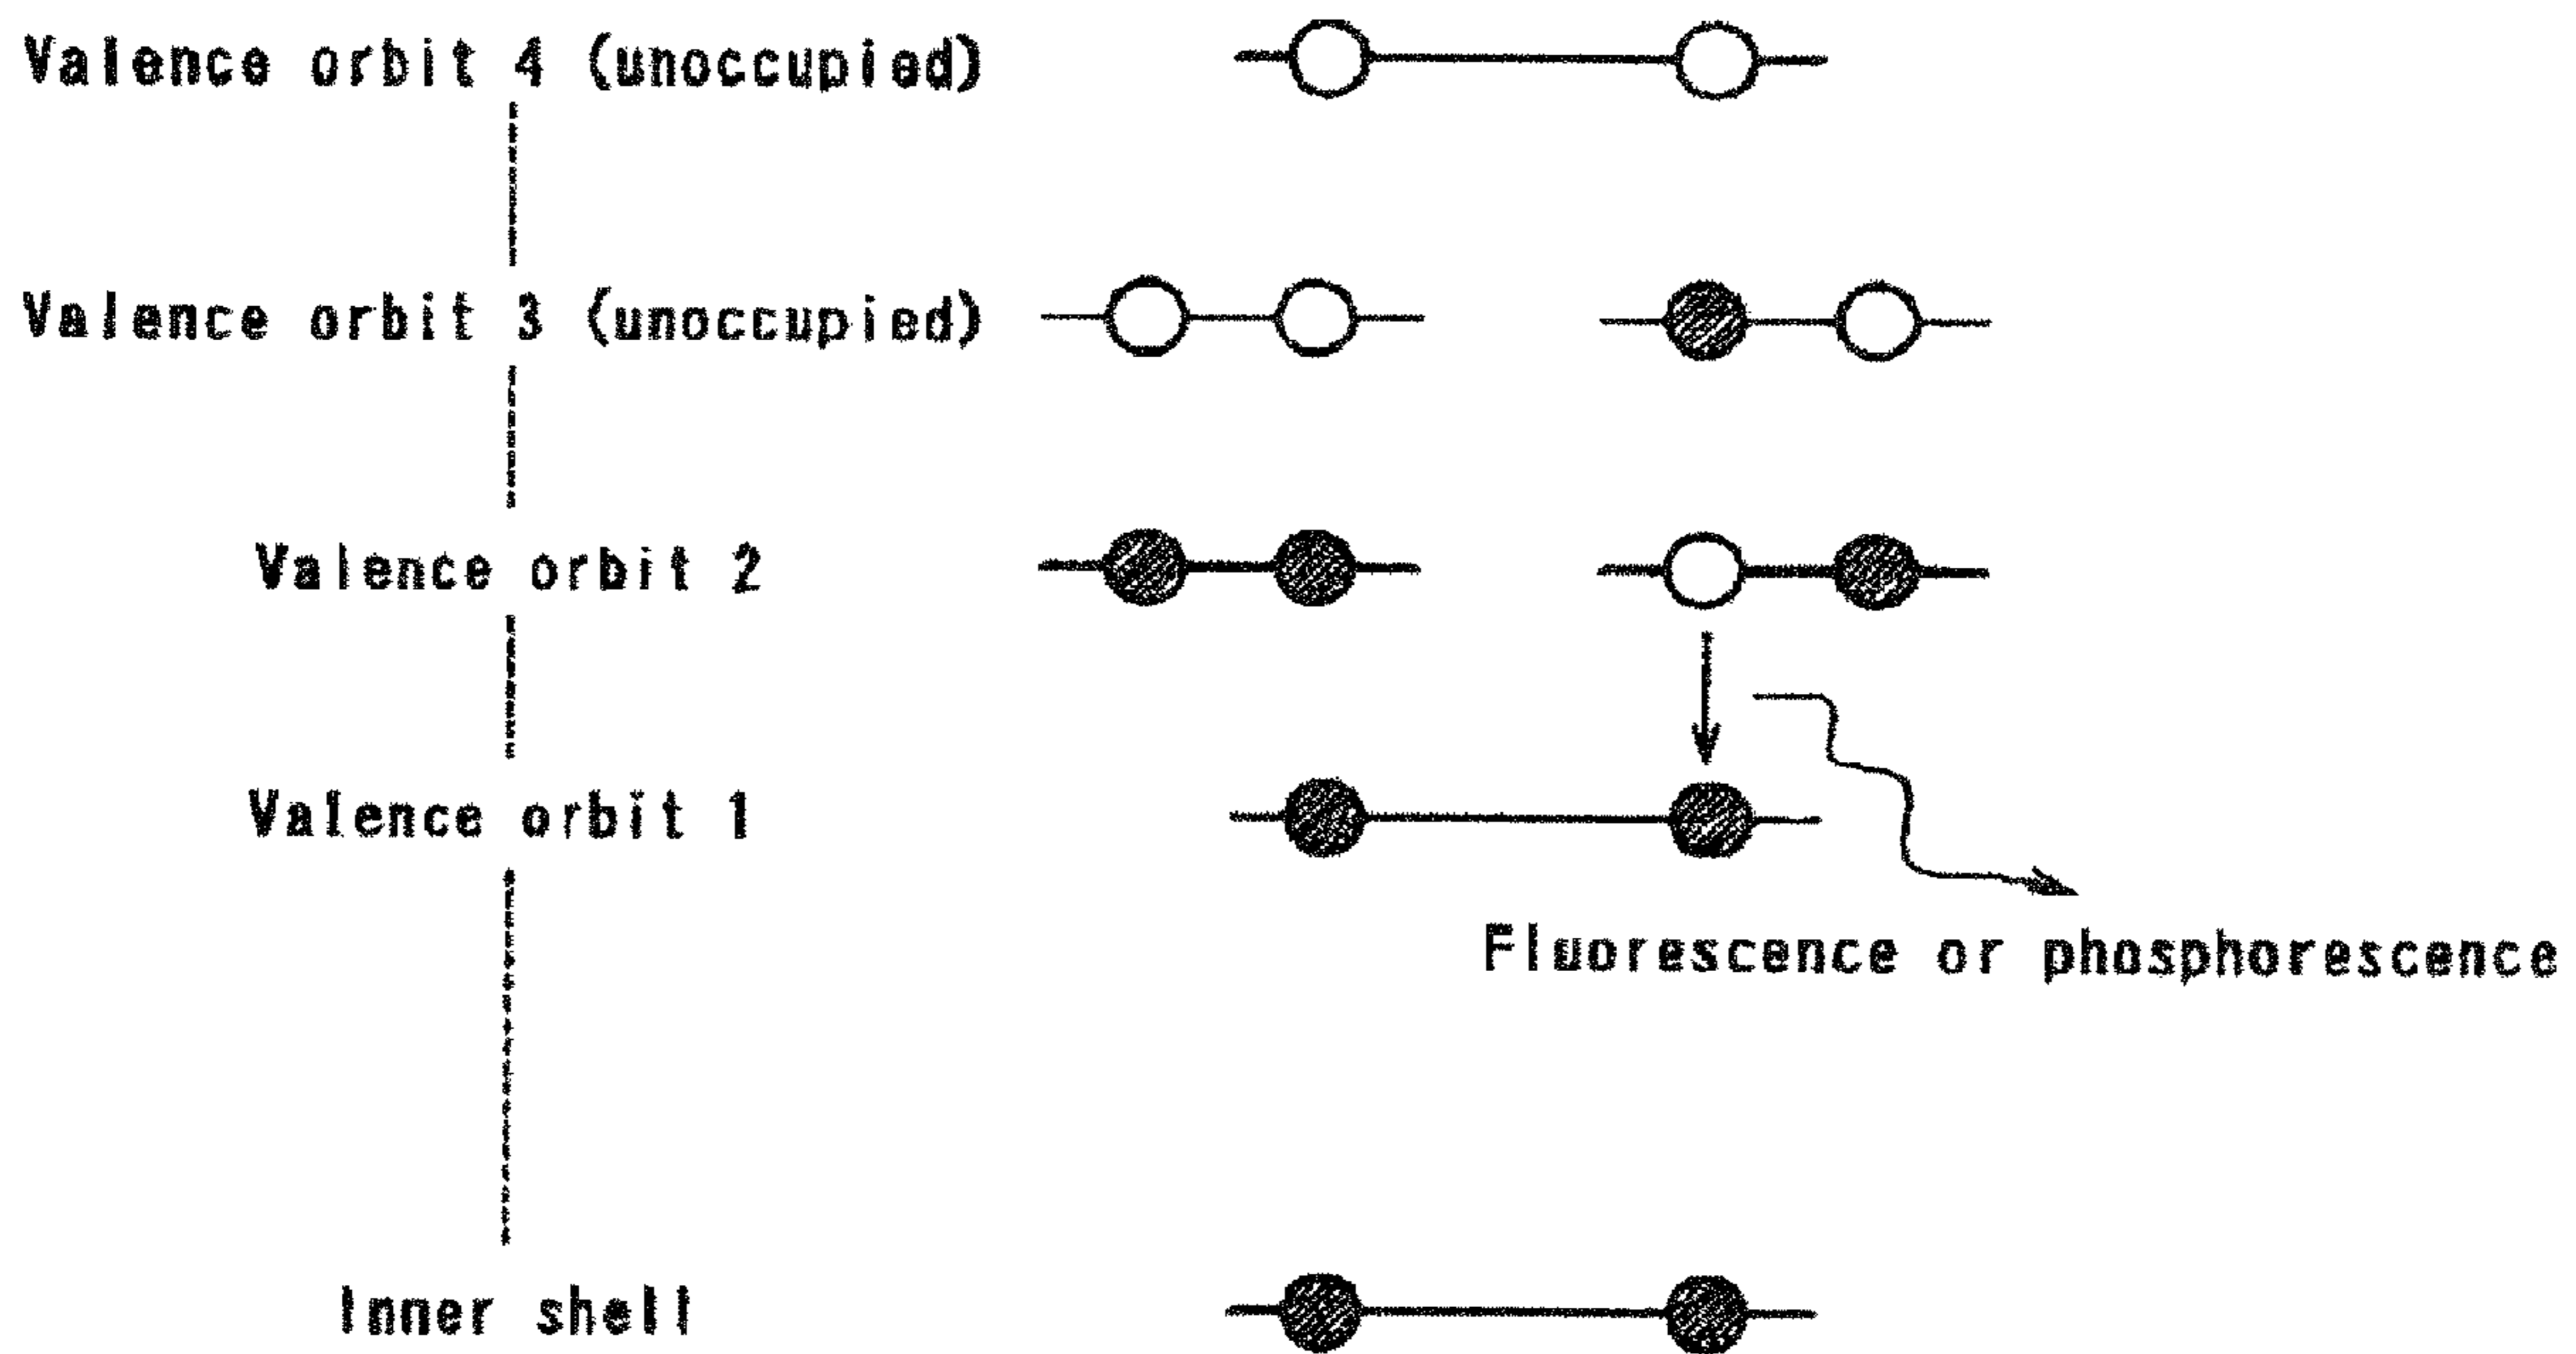 Valence orbit 4 (unoccupied)
Valence orbit 3 (unoccupied)
Valence orbit 2
Valence orbit 1
Fluorescence or phosphorescence
Inner shell